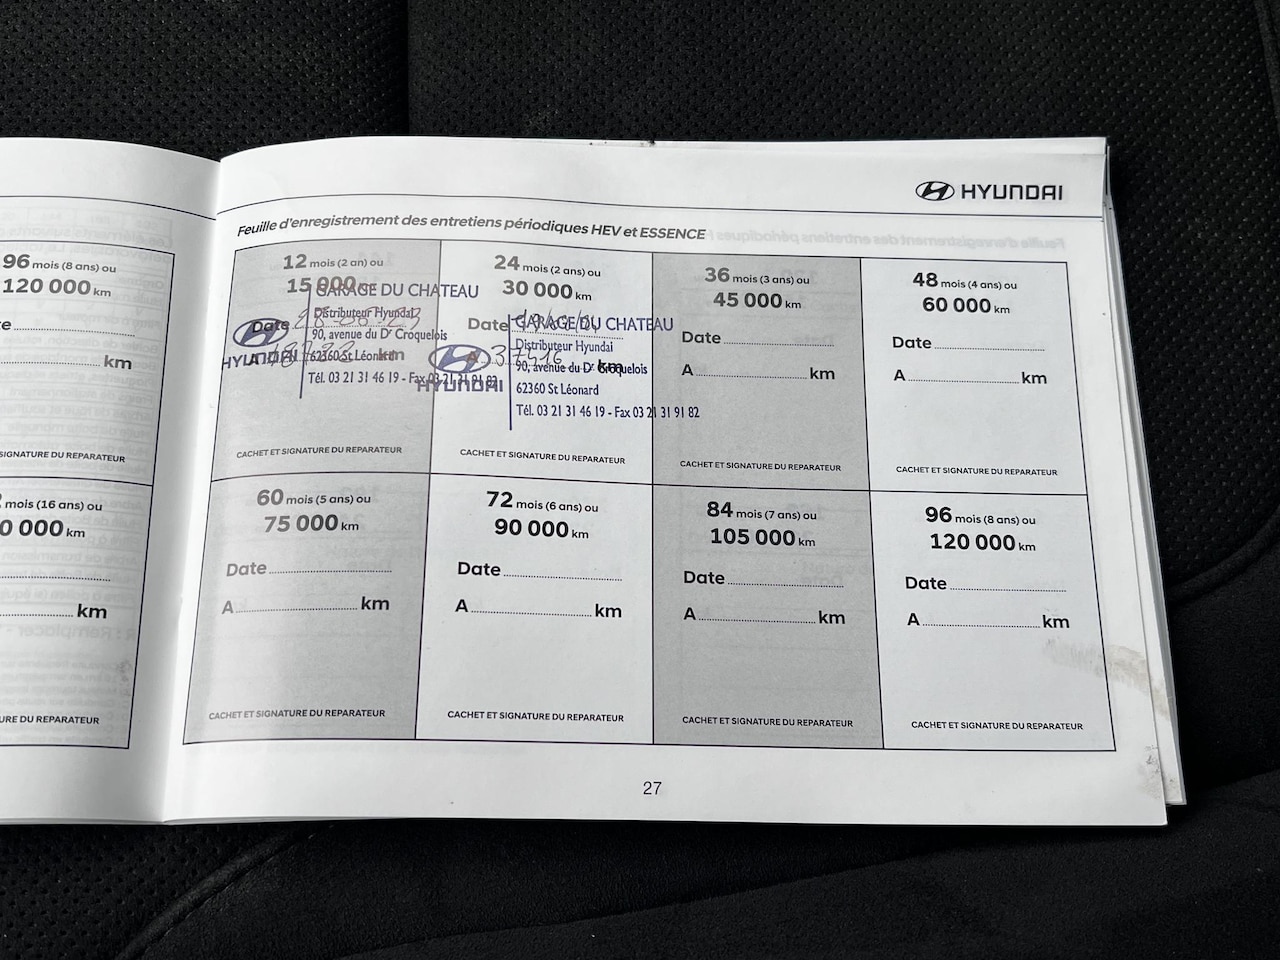 HYUNDAI
Feuille d'enregistrement des entretiens périodiques HEV et ESSENCE
96 mois (8 ans) ou
120 000 km
km
SIGNATURE DU REPARATEUR
mois (16 ans) ou
0 000 km
km
URE DU REPARATEUR
12 mois (2 an) ou
15 000 km
Date
A km
GARAGE DU CHATEAU
Distributeur Hyundai
90, avenue du Dr Croquelois
62360 St Léonard
Tél. 03 21 31 46 19 - Fax 03 21 31 91 82
HYUNDAI
CACHET ET SIGNATURE DU REPARATEUR
24 mois (2 ans) ou
30 000 km
Date
A 37516 km
GARAGE DU CHATEAU
Distributeur Hyundai
90, avenue du Dr Croquelois
62360 St Léonard
Tél. 03 21 31 46 19 - Fax 03 21 31 91 82
HYUNDAI
CACHET ET SIGNATURE DU REPARATEUR
36 mois (3 ans) ou
45 000 km
Date
A km
CACHET ET SIGNATURE DU REPARATEUR
48 mois (4 ans) ou
60 000 km
Date
A km
CACHET ET SIGNATURE DU REPARATEUR
60 mois (5 ans) ou
75 000 km
Date
A km
CACHET ET SIGNATURE DU REPARATEUR
72 mois (6 ans) ou
90 000 km
Date
A km
CACHET ET SIGNATURE DU REPARATEUR
84 mois (7 ans) ou
105 000 km
Date
A km
CACHET ET SIGNATURE DU REPARATEUR
96 mois (8 ans) ou
120 000 km
Date
A km
CACHET ET SIGNATURE DU REPARATEUR
27